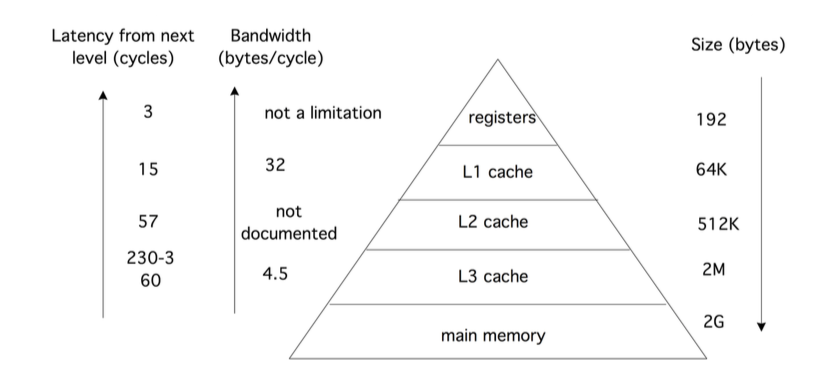 Latency from next
level (cycles)
Bandwidth
(bytes/cycle)
Size (bytes)
3
not a limitation
registers
192
15
32
L1 cache
64K
57
not
documented
L2 cache
512K
230-3
60
4.5
L3 cache
2M
main memory
2G